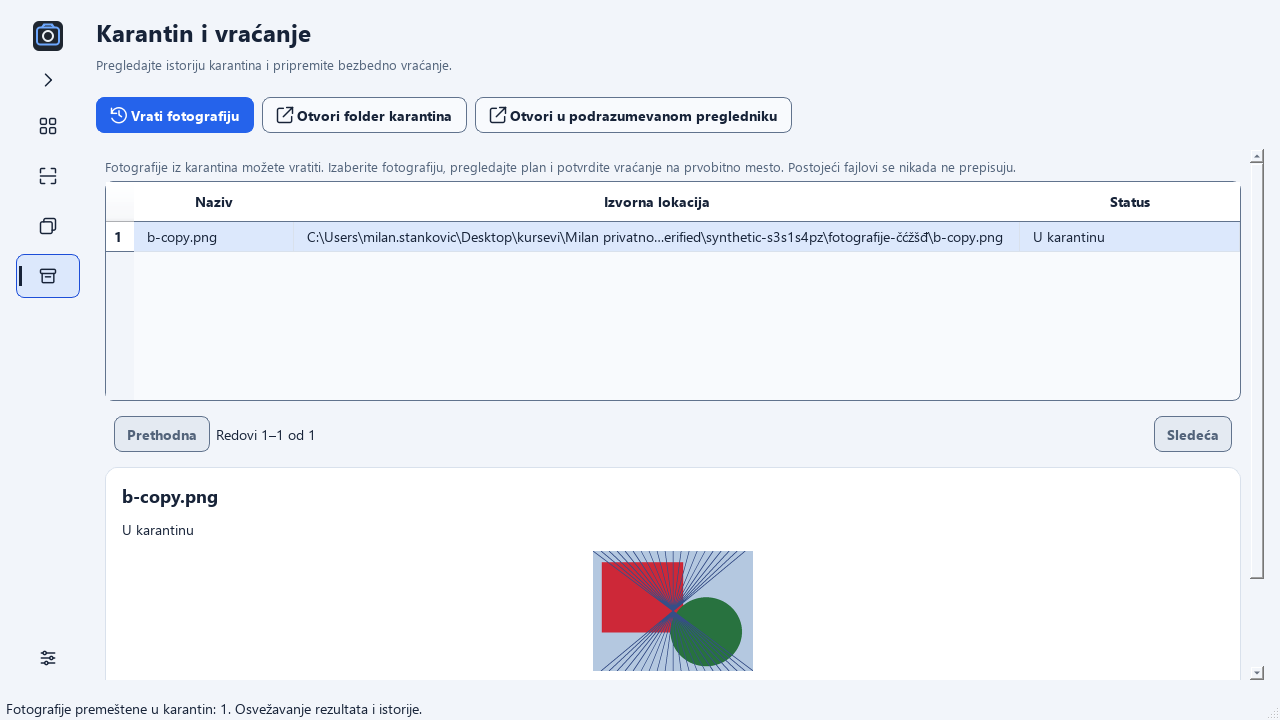 Karantin i vraćanje
Pregledajte istoriju karantina i pripremite bezbedno vraćanje.
Vrati fotografiju
Otvori folder karantina
Otvori u podrazumevanom pregledniku
Fotografije iz karantina možete vratiti. Izaberite fotografiju, pregledajte plan i potvrdite vraćanje na prvobitno mesto. Postojeći fajlovi se nikada ne prepisuju.
Naziv Izvorna lokacija Status
1 b-copy.png C:\Users\milan.stankovic\Desktop\kursevi\Milan privatno...erified\synthetic-s3s1s4pz\fotografije-čćžšđ\b-copy.png U karantinu
Prethodna Redovi 1–1 od 1 Sledeća
b-copy.png
U karantinu
Fotografije premeštene u karantin: 1. Osvežavanje rezultata i istorije.